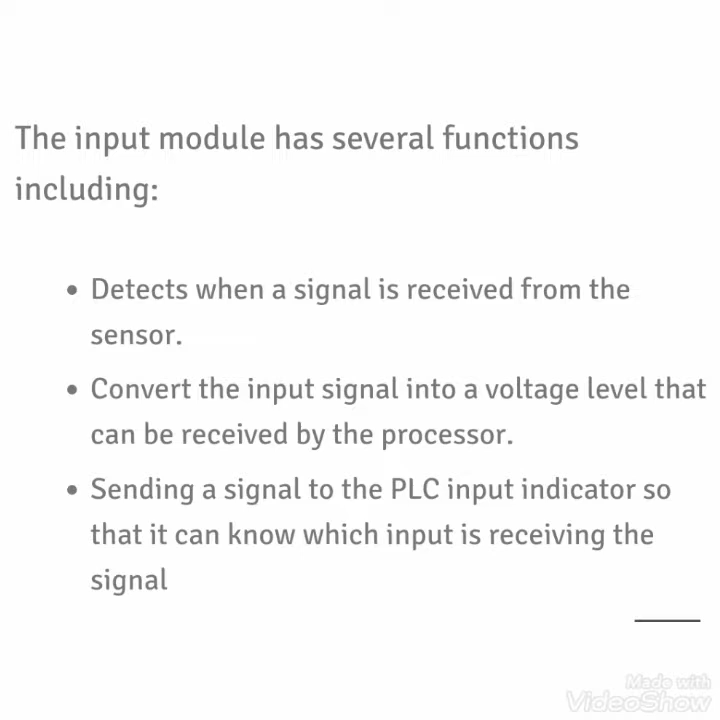 The input module has several functions
including:
• Detects when a signal is received from the
sensor.
• Convert the input signal into a voltage level that
can be received by the processor.
• Sending a signal to the PLC input indicator so
that it can know which input is receiving the
signal
Made with
VideoShow